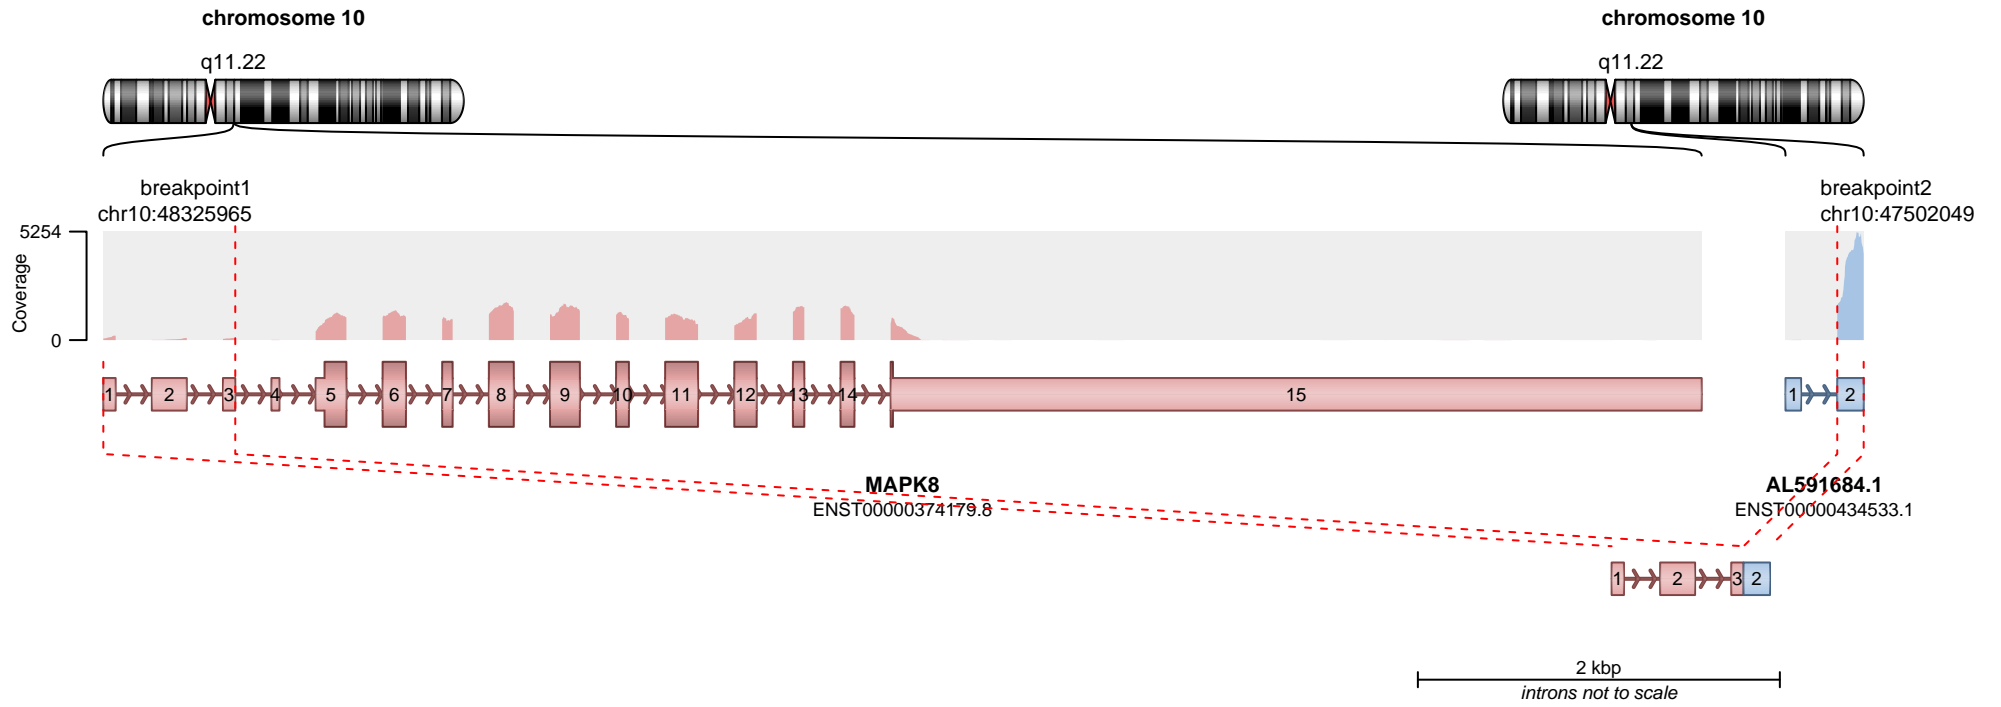 chromosome 10
chromosome 10
q11.22
q11.22
breakpoint1
chr10:48325965
breakpoint2
chr10:47502049
5254
Coverage
0
1 2 3 4 5 6 7 8 9 10 11 12 13 14 15
1 2
MAPK8
ENST00000374179.8
AL591684.1
ENST00000434533.1
1 2 3 2
2 kbp
introns not to scale